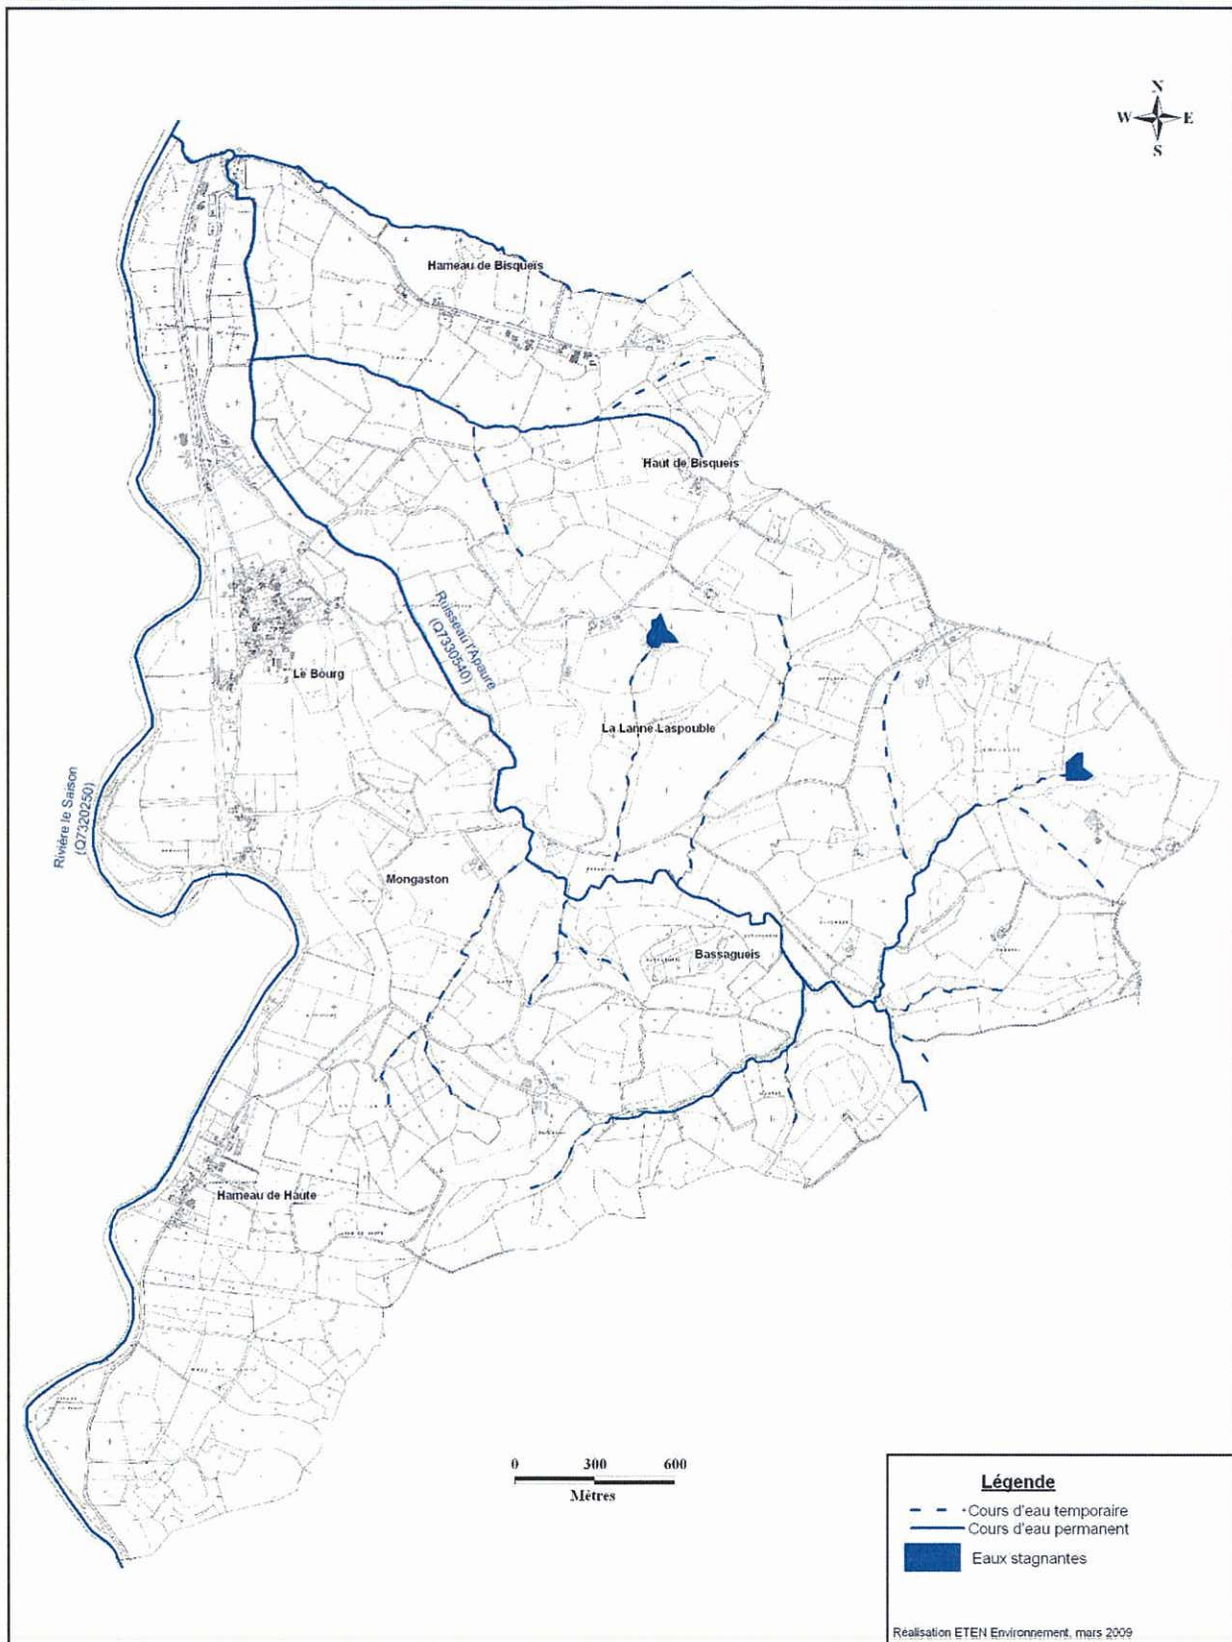 N
W E
S
Hameau de Bisqueis
Haut de Bisqueis
Ruisseau l'Apaure
(Q7330540)
Le Bourg
La Lanne Laspouble
Rivière le Saison
(Q7320250)
Mongaston
Bassagueis
Hameau de Haute
0 300 600
Mètres
Légende
Cours d'eau temporaire
Cours d'eau permanent
Eaux stagnantes
Réalisation ETEN Environnement, mars 2009